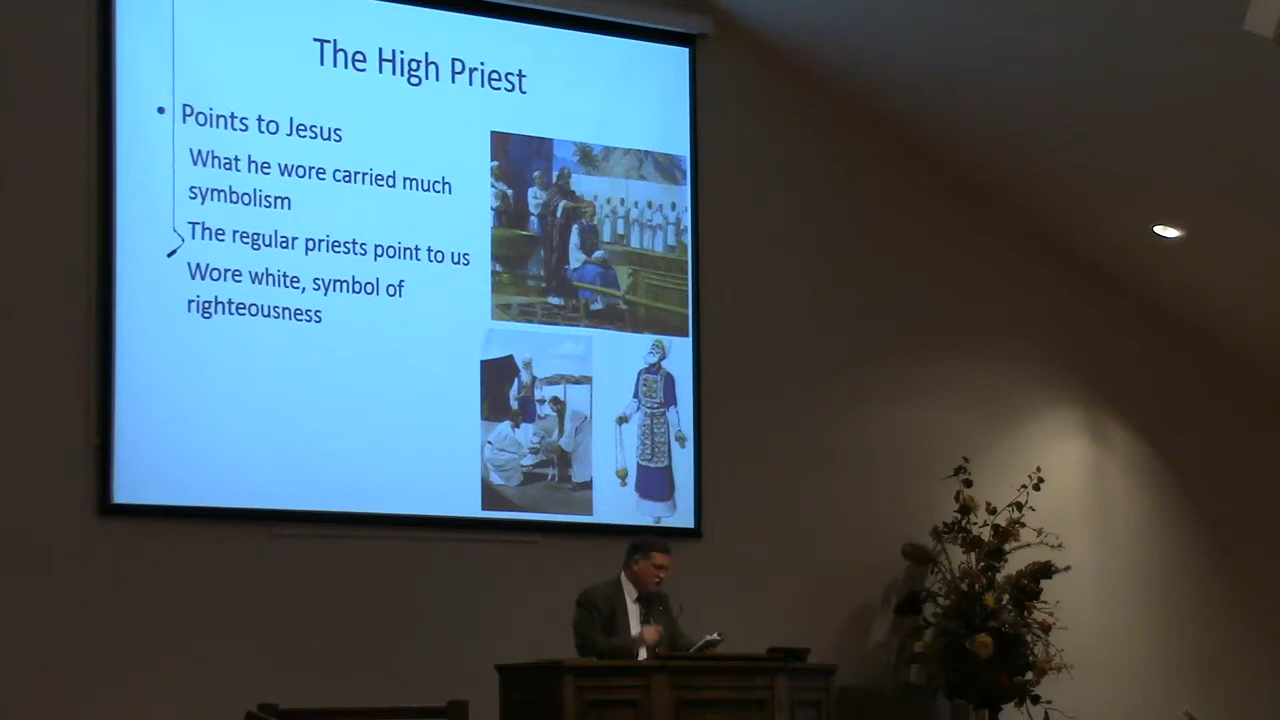 The High Priest
• Points to Jesus
What he wore carried much
symbolism
The regular priests point to us
Wore white, symbol of
righteousness